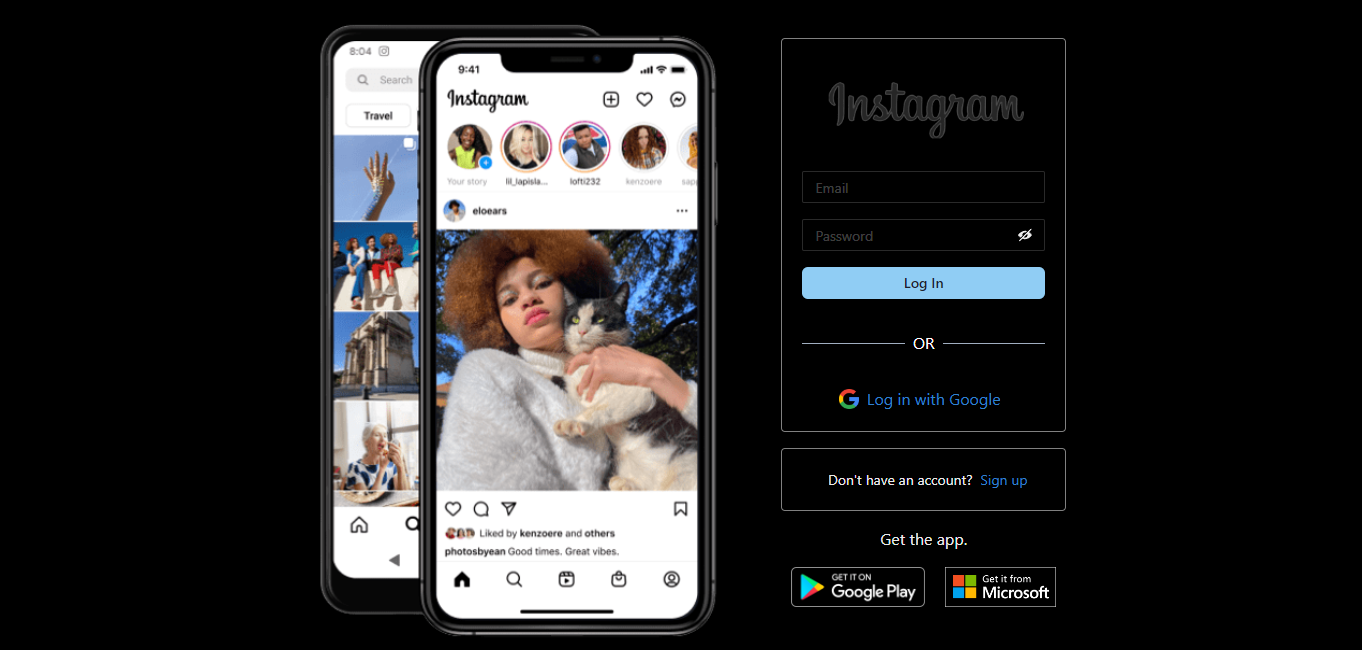 8:04
Search
Travel
9:41
Instagram
Your story
lil_lapisla...
lofti232
kenzoere
sap
eloears
Liked by kenzoere and others
photosbyean Good times. Great vibes.
Instagram
Email
Password
Log In
OR
Log in with Google
Don't have an account? Sign up
Get the app.
GET IT ON
Google Play
Get it from
Microsoft